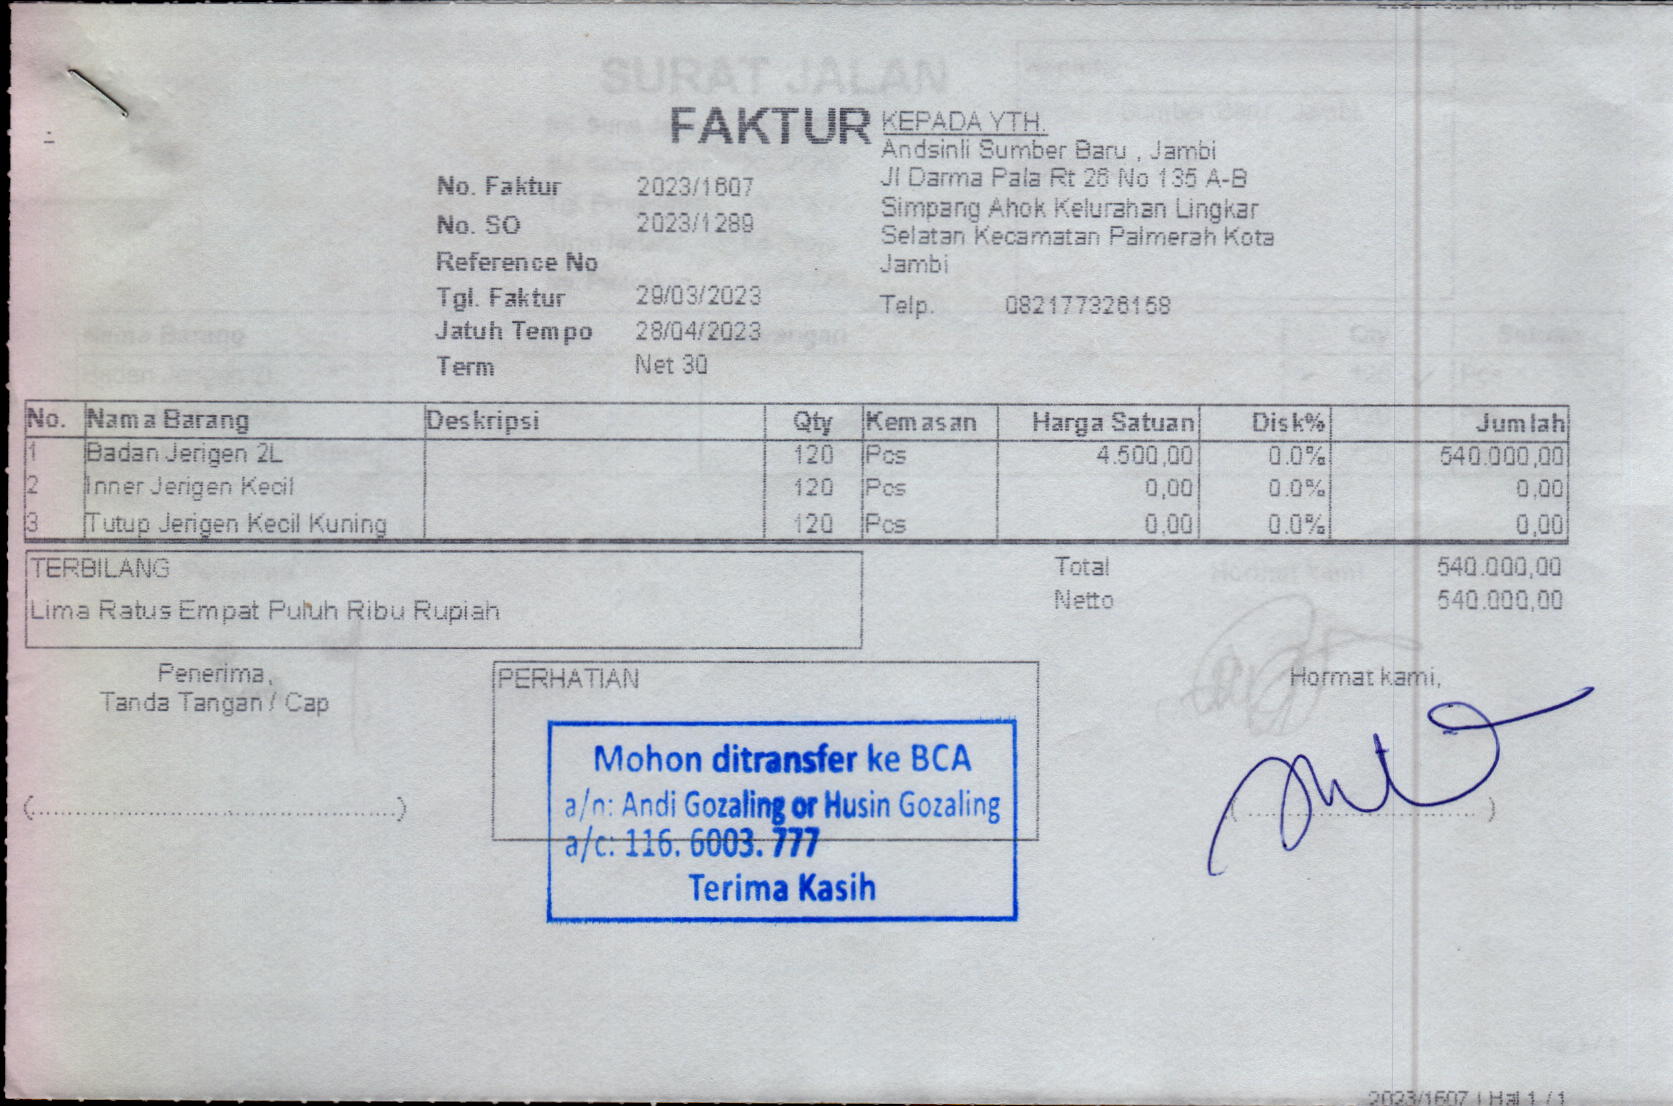 FAKTUR
KEPADA YTH.
Andsinli Sumber Baru , Jambi
Jl Darma Pala Rt 26 No 135 A-B
Simpang Ahok Kelurahan Lingkar
Selatan Kecamatan Palmerah Kota
Jambi
Telp. 082177326158
No. Faktur 2023/1607
No. SO 2023/1289
Reference No
Tgl. Faktur 29/03/2023
Jatuh Tempo 28/04/2023
Term Net 30
No. Nama Barang Deskripsi Qty Kemasan Harga Satuan Disk% Jumlah
1 Badan Jerigen 2L 120 Pcs 4.500,00 0.0% 540.000,00
2 Inner Jerigen Kecil 120 Pcs 0,00 0.0% 0,00
3 Tutup Jerigen Kecil Kuning 120 Pcs 0,00 0.0% 0,00
TERBILANG
Lima Ratus Empat Puluh Ribu Rupiah
Total 540.000,00
Netto 540.000,00
Penerima,
Tanda Tangan / Cap
PERHATIAN
Mohon ditransfer ke BCA
a/n: Andi Gozaling or Husin Gozaling
a/c: 116. 6003. 777
Terima Kasih
Hormat kami,
2023/1607 | Hal 1 / 1
SURAT JALAN